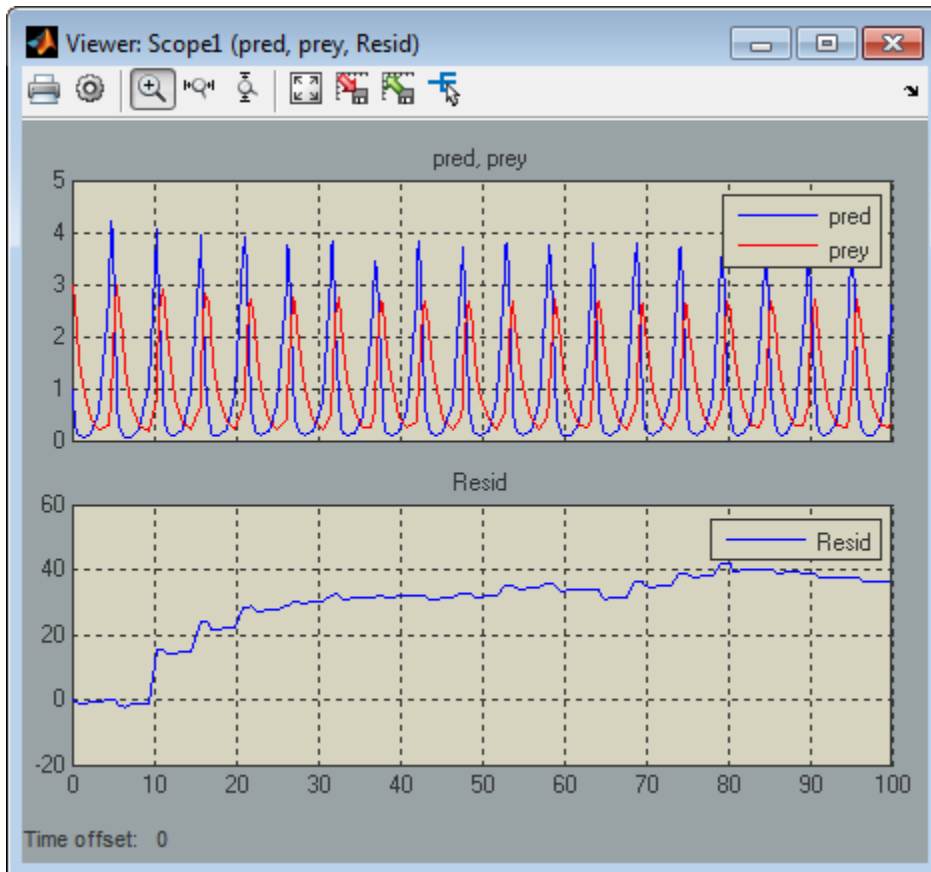 Viewer: Scope1 (pred, prey, Resid)
pred, prey
5
4
3
2
1
0
pred
prey
Resid
60
40
20
0
-20
Resid
0 10 20 30 40 50 60 70 80 90 100
Time offset: 0